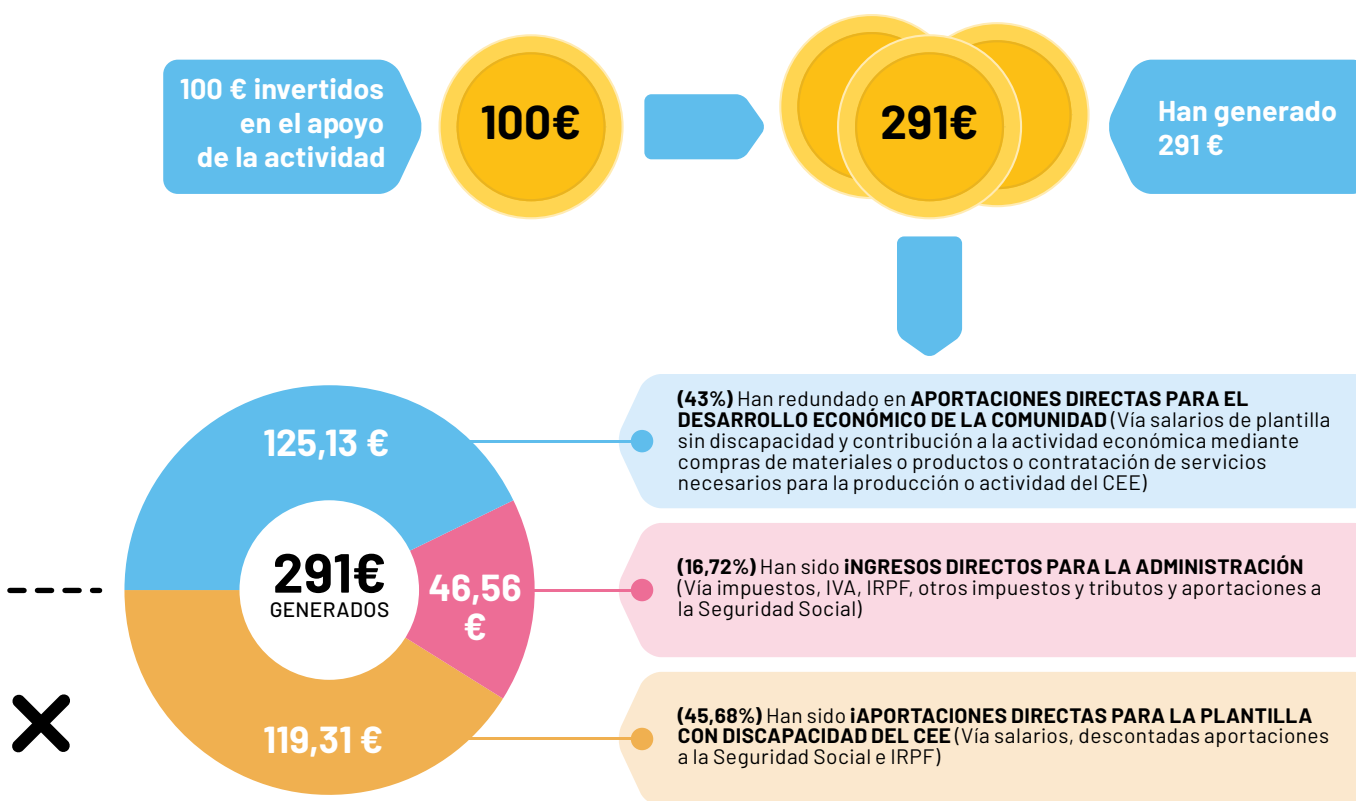 100 € invertidos
en el apoyo
de la actividad
100€
291€
Han generado
291 €
125,13 €
46,56
€
119,31 €
291€
GENERADOS
(43%) Han redundado en APORTACIONES DIRECTAS PARA EL
DESARROLLO ECONÓMICO DE LA COMUNIDAD (Vía salarios de plantilla
sin discapacidad y contribución a la actividad económica mediante
compras de materiales o productos o contratación de servicios
necesarios para la producción o actividad del CEE)
(16,72%) Han sido iNGRESOS DIRECTOS PARA LA ADMINISTRACIÓN
(Vía impuestos, IVA, IRPF, otros impuestos y tributos y aportaciones a
la Seguridad Social)
(45,68%) Han sido iAPORTACIONES DIRECTAS PARA LA PLANTILLA
CON DISCAPACIDAD DEL CEE (Vía salarios, descontadas aportaciones
a la Seguridad Social e IRPF)